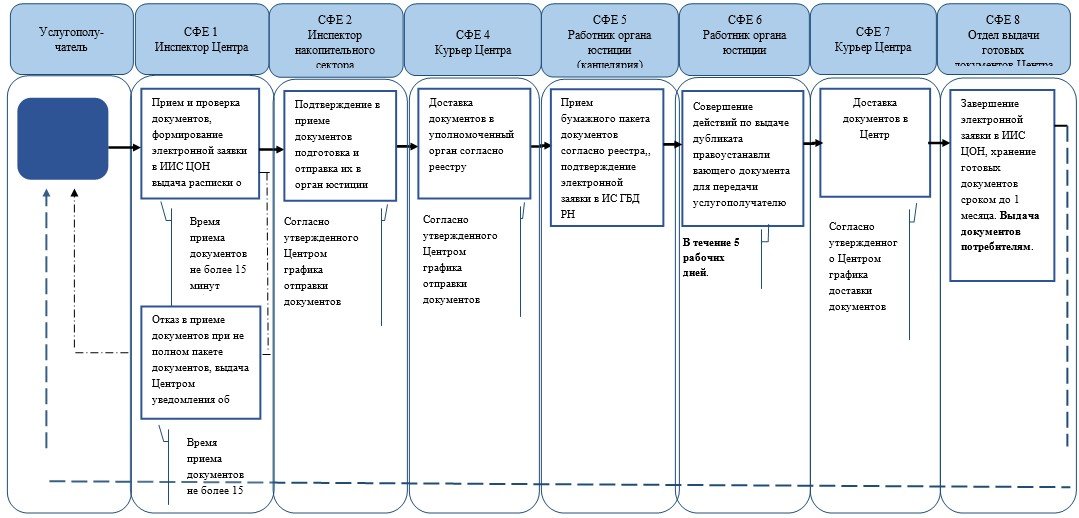 Услугополу-
чатель
СФЕ 1
Инспектор Центра
СФЕ 2
Инспектор
накопительного
сектора
СФЕ 4
Курьер Центра
СФЕ 5
Работник органа
юстиции
(канцелярия)
СФЕ 6
Работник органа
юстиции
СФЕ 7
Курьер Центра
СФЕ 8
Отдел выдачи
готовых
документов Центра
Прием и проверка
документов,
формирование
электронной заявки
в ИИС ЦОН
выдача расписки о
Время
приема
документов
не более 15
минут
Отказ в приеме
документов при не
полном пакете
документов, выдача
Центром
уведомления об
Время
приема
документов
не более 15
Подтверждение в
приеме
документов
подготовка и
отправка их в
орган юстиции
Согласно
утвержденного
Центром
графика
отправки
документов
Доставка
документов в
уполномоченный
орган согласно
реестру
Согласно
утвержденного
Центром
графика
отправки
документов
Прием
бумажного пакета
документов
согласно реестра,,
подтверждение
электронной
заявки в ИС ГБД
РН
Совершение
действий по выдаче
дубликата
правоустанавли
вающего документа
для передачи
услугополучателю
В течение 5
рабочих
дней.
Доставка
документов в
Центр
Согласно
утвержденног
о Центром
графика
доставки
документов
Завершение
электронной
заявки в ИИС
ЦОН, хранение
готовых
документов
сроком до 1
месяца. Выдача
документов
потребителям.